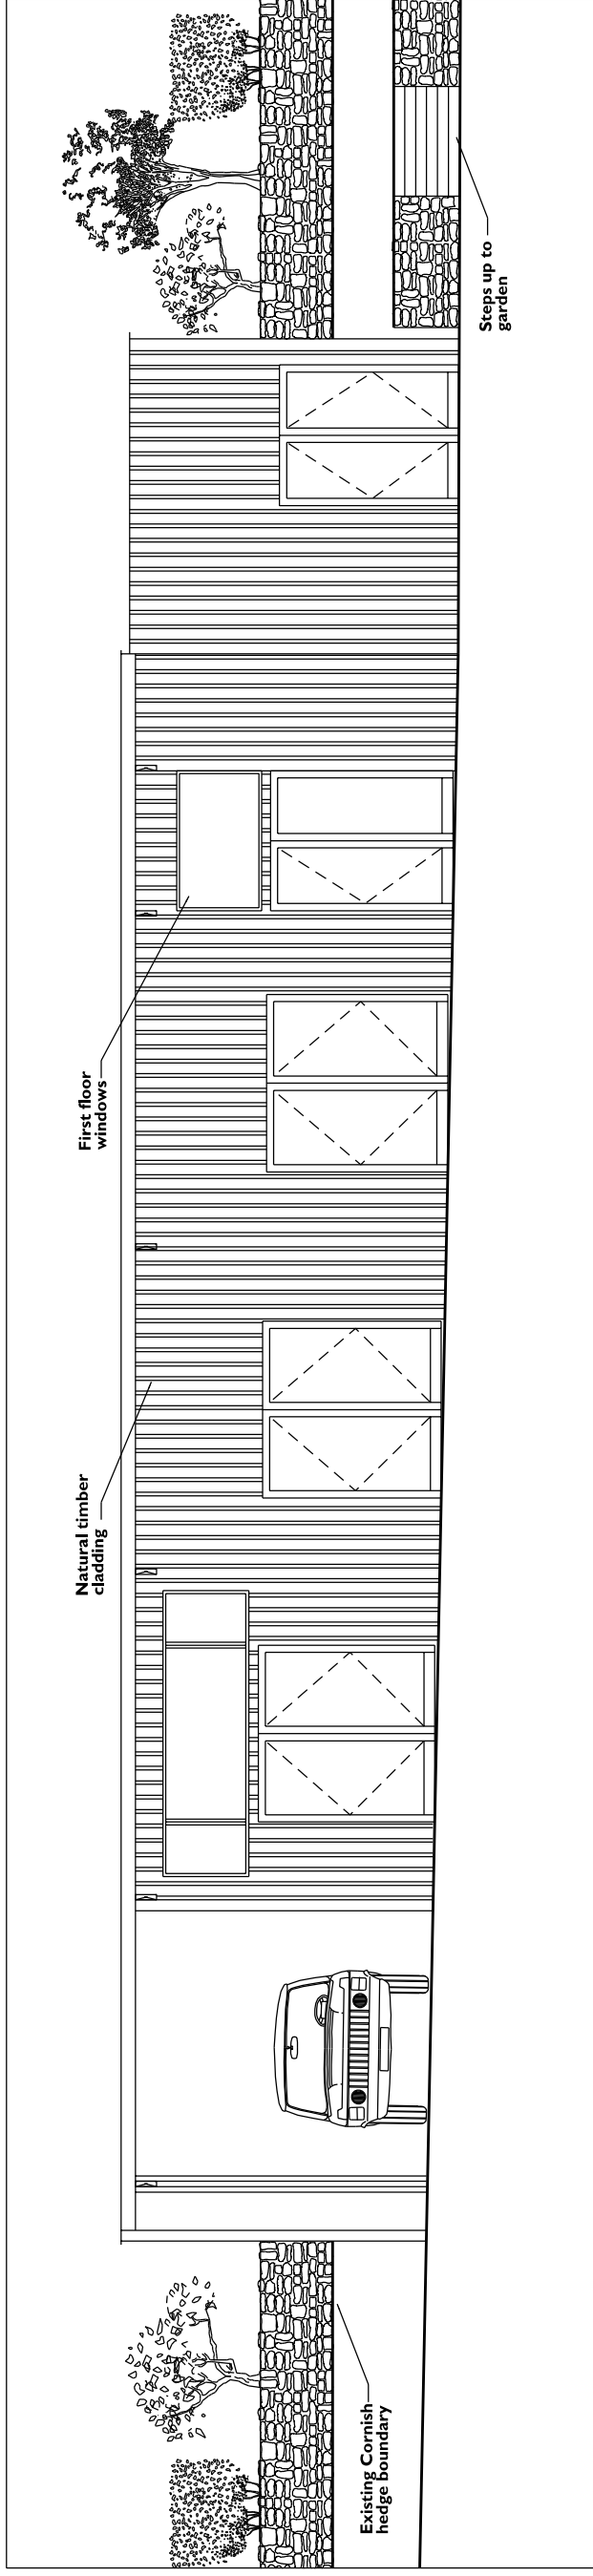 Existing Cornish
hedge boundary
Natural timber
cladding
First floor
windows
Steps up to
garden